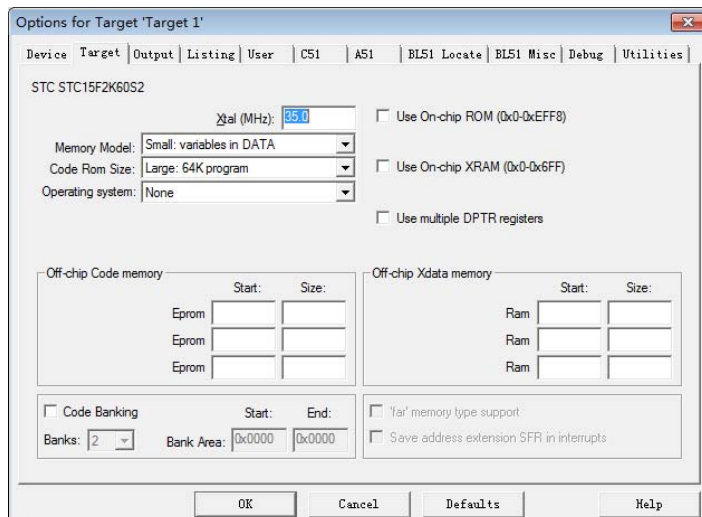 Options for Target 'Target 1'
Device Target Output Listing User C51 A51 BL51 Locate BL51 Misc Debug Utilities
STC STC15F2K60S2
Xtal (MHz): 35.0
Use On-chip ROM (0x0-0xEFF8)
Memory Model: Small: variables in DATA
Code Rom Size: Large: 64K program
Use On-chip XRAM (0x0-0x6FF)
Operating system: None
Use multiple DPTR registers
Off-chip Code memory
Start: Size:
Eprom
Eprom
Eprom
Off-chip Xdata memory
Start: Size:
Ram
Ram
Ram
Code Banking Start: End:
Banks: 2 Bank Area: 0x0000 0x0000
'far' memory type support
Save address extension SFR in interrupts
OK Cancel Defaults Help